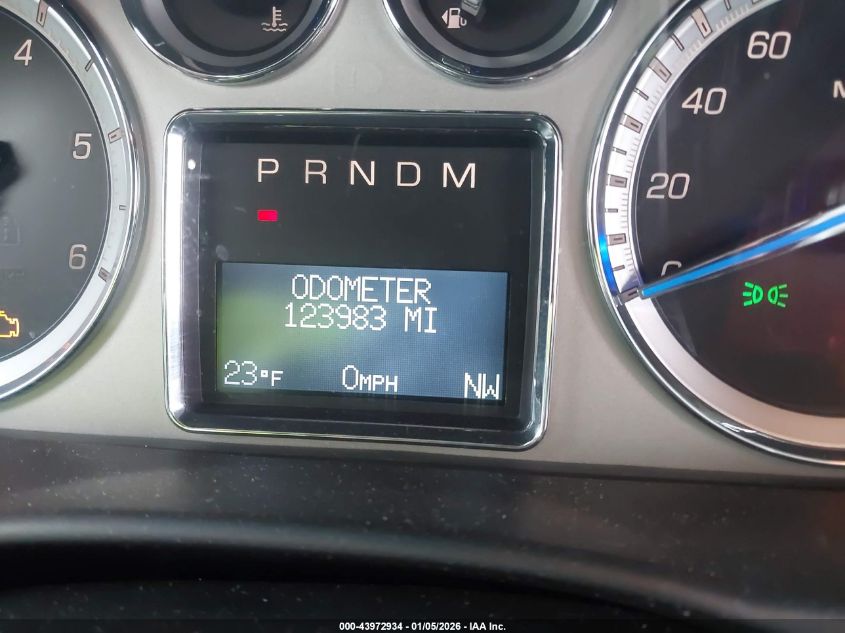 4
5
6
60
40
20
0
M
P R N D M
ODOMETER
123983 MI
23°F 0MPH NW
000-43972934 - 01/05/2026 - IAA Inc.